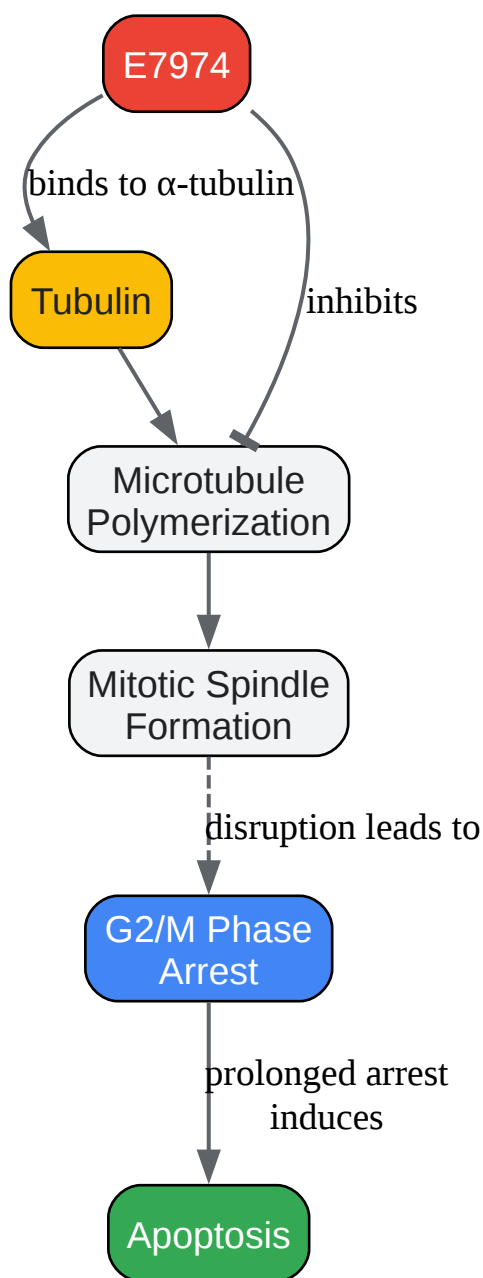 E7974
binds to α-tubulin
Tubulin
inhibits
Microtubule
Polymerization
Mitotic Spindle
Formation
disruption leads to
G2/M Phase
Arrest
prolonged arrest
induces
Apoptosis